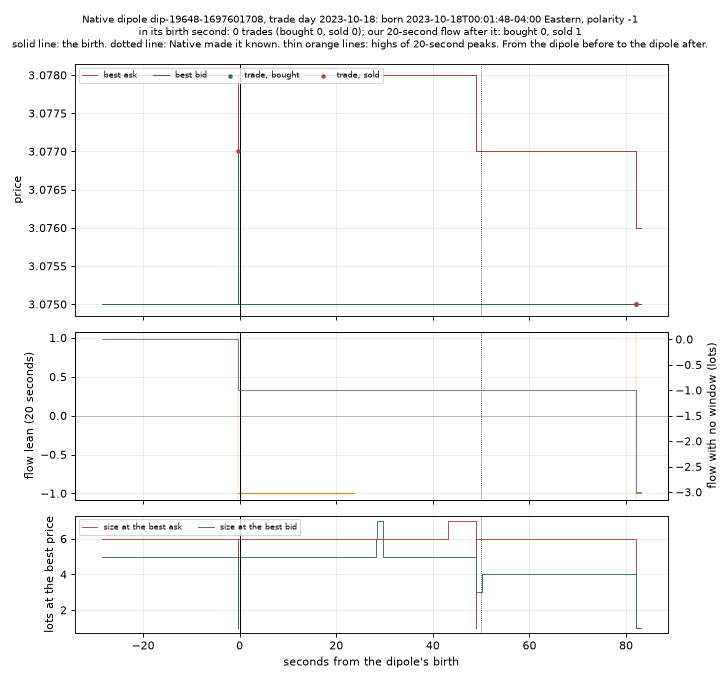 Native dipole dip-19648-1697601708, trade day 2023-10-18: born 2023-10-18T00:01:48-04:00 Eastern, polarity -1
in its birth second: 0 trades (bought 0, sold 0); our 20-second flow after it: bought 0, sold 1
solid line: the birth. dotted line: Native made it known. thin orange lines: highs of 20-second peaks. From the dipole before to the dipole after.
best ask best bid trade, bought trade, sold
3.0780
3.0775
3.0770
3.0765
3.0760
3.0755
3.0750
price
1.0
0.5
0.0
−0.5
−1.0
flow lean (20 seconds)
0.0
−0.5
−1.0
−1.5
−2.0
−2.5
−3.0
flow with no window (lots)
size at the best ask size at the best bid
6
4
2
lots at the best price
−20 0 20 40 60 80
seconds from the dipole's birth